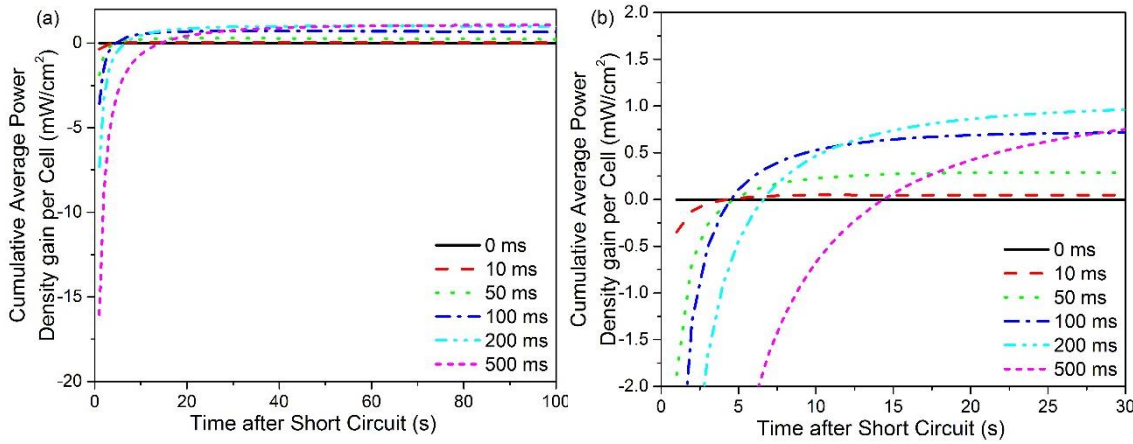 (a)
Cumulative Average Power
Density gain per Cell (mW/cm²)
0
-5
-10
-15
-20
0 ms
10 ms
50 ms
100 ms
200 ms
500 ms
0 20 40 60 80 100
Time after Short Circuit (s)
(b)
Cumulative Average Power
Density gain per Cell (mW/cm²)
2.0
1.5
1.0
0.5
0.0
-0.5
-1.0
-1.5
-2.0
0 ms
10 ms
50 ms
100 ms
200 ms
500 ms
0 5 10 15 20 25 30
Time after Short Circuit (s)